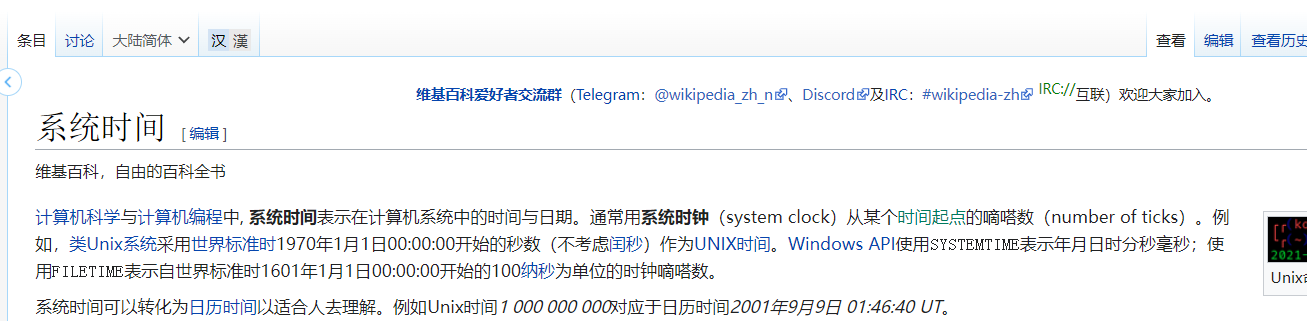 条目 讨论 大陆简体 汉 漢 查看 编辑 查看历史
维基百科爱好者交流群（Telegram：@wikipedia_zh_n、Discord及IRC：#wikipedia-zh IRC://互联）欢迎大家加入。
系统时间 [ 编辑 ]
维基百科，自由的百科全书
计算机科学与计算机编程中, 系统时间表示在计算机系统中的时间与日期。通常用系统时钟（system clock）从某个时间起点的嘀嗒数（number of ticks）。例
如，类Unix系统采用世界标准时1970年1月1日00:00:00开始的秒数（不考虑闰秒）作为UNIX时间。Windows API使用SYSTEMTIME表示年月日时分秒毫秒；使
用FILETIME表示自世界标准时1601年1月1日00:00:00开始的100纳秒为单位的时钟嘀嗒数。
系统时间可以转化为日历时间以适合人去理解。例如Unix时间1 000 000 000对应于日历时间2001年9月9日 01:46:40 UT。
2021-